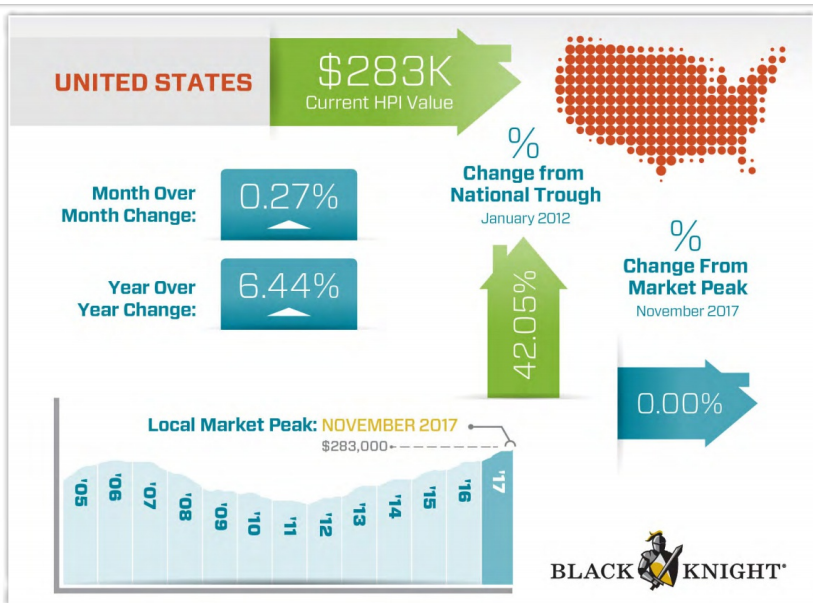 UNITED STATES
$283K
Current HPI Value
%
Change from
National Trough
January 2012
Month Over
Month Change:
0.27%
%
Change From
Market Peak
November 2017
Year Over
Year Change:
6.44%
42.05%
0.00%
Local Market Peak: NOVEMBER 2017
$283,000
'05
'06
'07
'08
'09
'10
'11
'12
'13
'14
'15
'16
'17
BLACK KNIGHT®